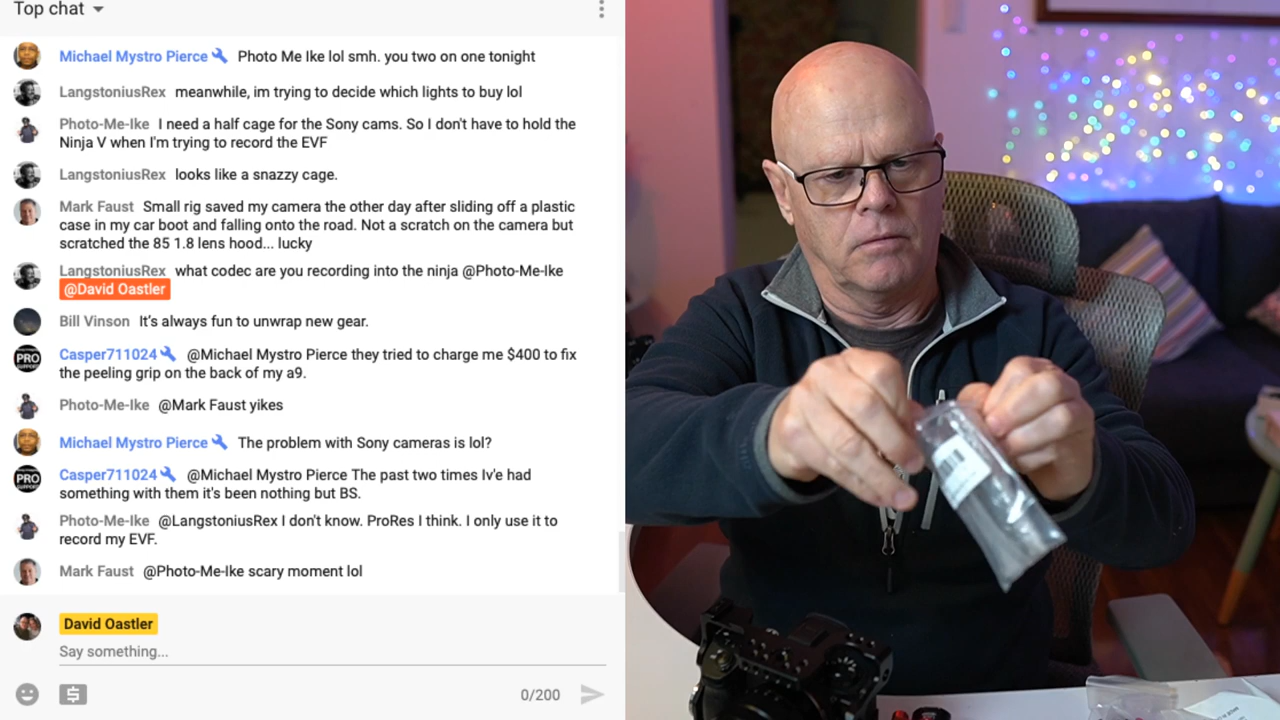 Top chat
Michael Mystro Pierce Photo Me Ike lol smh. you two on one tonight
LangstoniusRex meanwhile, im trying to decide which lights to buy lol
Photo-Me-Ike I need a half cage for the Sony cams. So I don't have to hold the
Ninja V when I'm trying to record the EVF
LangstoniusRex looks like a snazzy cage.
Mark Faust Small rig saved my camera the other day after sliding off a plastic
case in my car boot and falling onto the road. Not a scratch on the camera but
scratched the 85 1.8 lens hood... lucky
LangstoniusRex what codec are you recording into the ninja @Photo-Me-Ike
@David Oastler
Bill Vinson It's always fun to unwrap new gear.
PRO
SUPPORT
Casper711024 @Michael Mystro Pierce they tried to charge me $400 to fix
the peeling grip on the back of my a9.
Photo-Me-Ike @Mark Faust yikes
Michael Mystro Pierce The problem with Sony cameras is lol?
PRO
SUPPORT
Casper711024 @Michael Mystro Pierce The past two times Iv'e had
something with them it's been nothing but BS.
Photo-Me-Ike @LangstoniusRex I don't know. ProRes I think. I only use it to
record my EVF.
Mark Faust @Photo-Me-Ike scary moment lol
David Oastler
Say something...
$
0/200